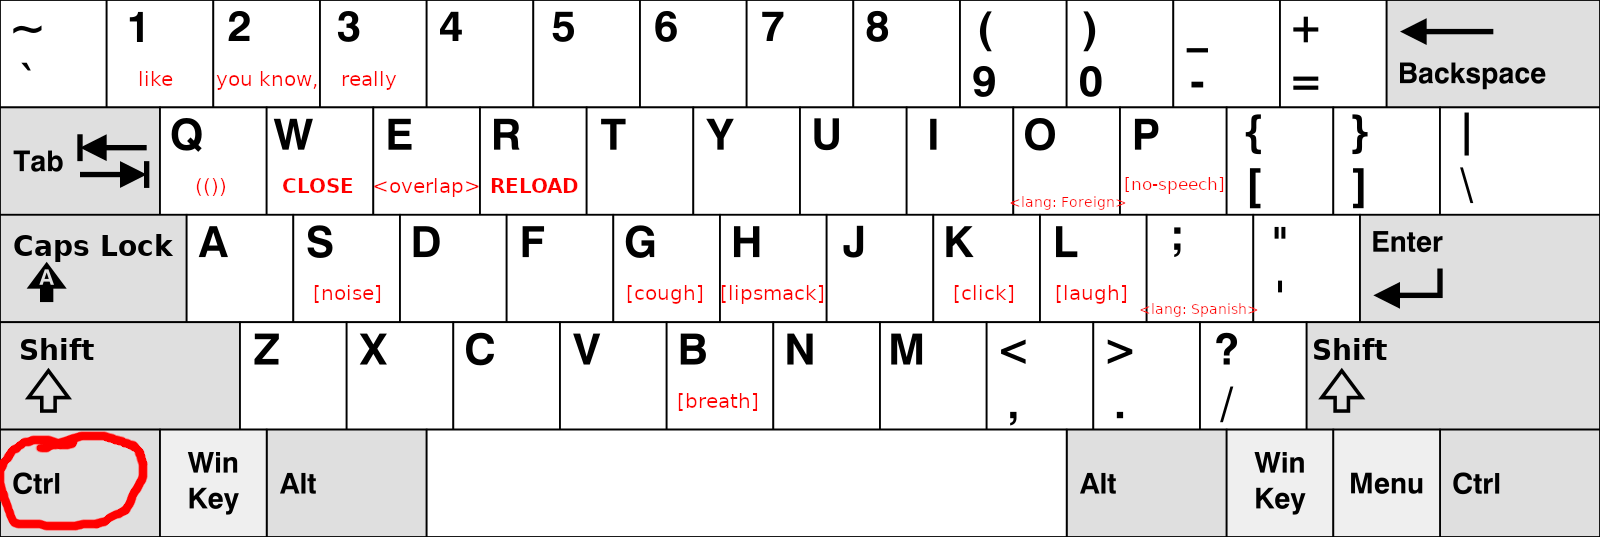 ~ 1 2 3 4 5 6 7 8 ( ) _ + Backspace
` like you know, really 9 0 - =
Tab Q W E R T Y U I O P { } |
(()) CLOSE <overlap> RELOAD <lang: Foreign> [no-speech] [ ] \
Caps Lock A S D F G H J K L ; " Enter
A [noise] [cough] [lipsmack] [click] [laugh] <lang: Spanish> '
Shift Z X C V B N M < > ? Shift
[breath] , . /
Ctrl Win Key Alt Alt Win Key Menu Ctrl